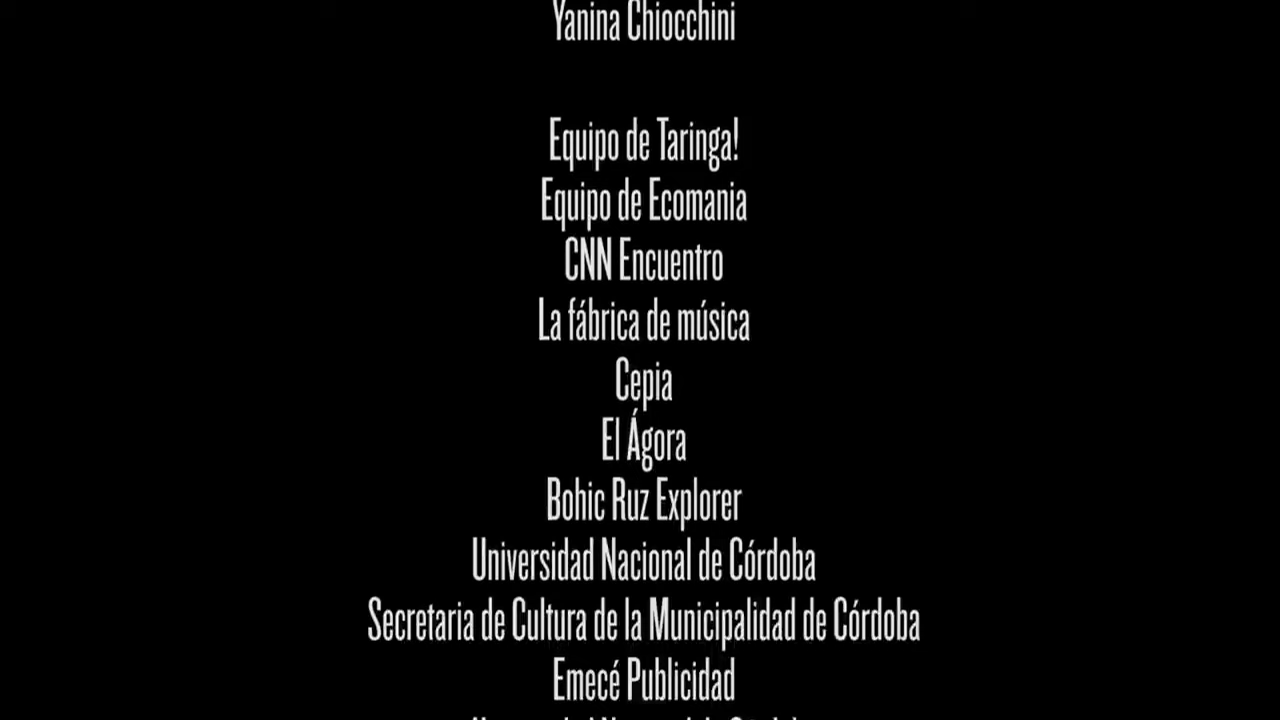 Yanina Chiocchini
Equipo de Taringa!
Equipo de Ecomania
CNN Encuentro
La fábrica de música
Cepia
El Ágora
Bohic Ruz Explorer
Universidad Nacional de Córdoba
Secretaria de Cultura de la Municipalidad de Córdoba
Emecé Publicidad